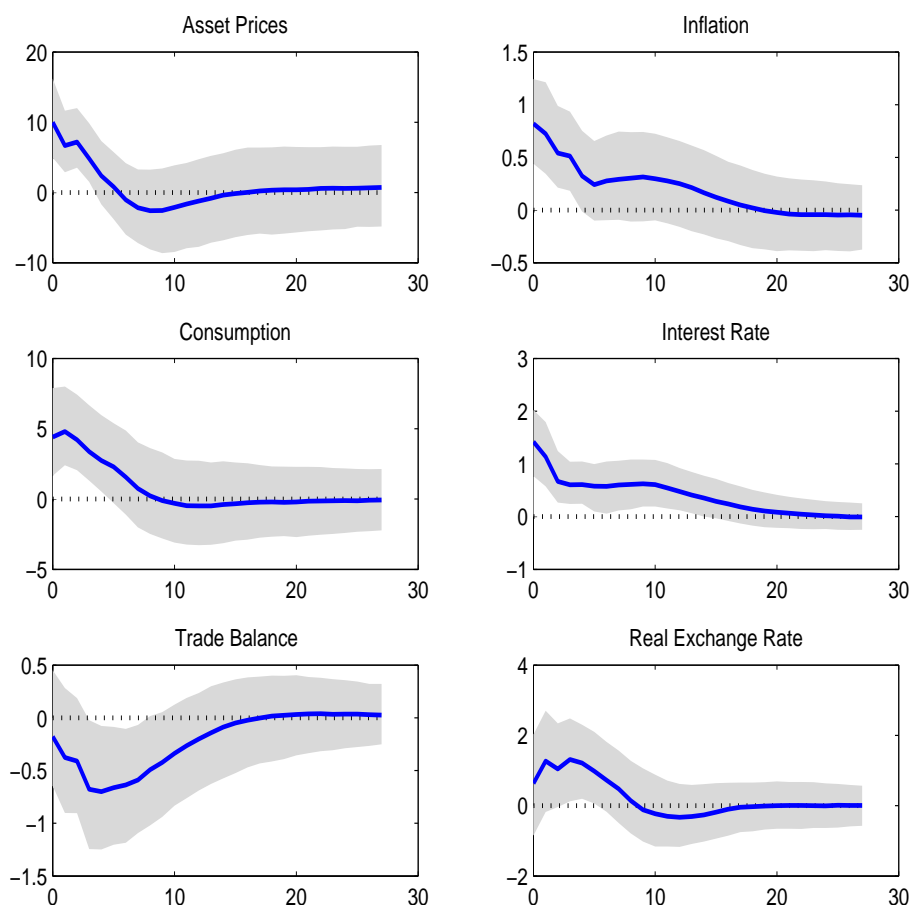 Asset Prices
20
10
0
−10
0 10 20 30
Inflation
1.5
1
0.5
0
−0.5
0 10 20 30
Consumption
10
5
0
−5
0 10 20 30
Interest Rate
3
2
1
0
−1
0 10 20 30
Trade Balance
0.5
0
−0.5
−1
−1.5
0 10 20 30
Real Exchange Rate
4
2
0
−2
0 10 20 30